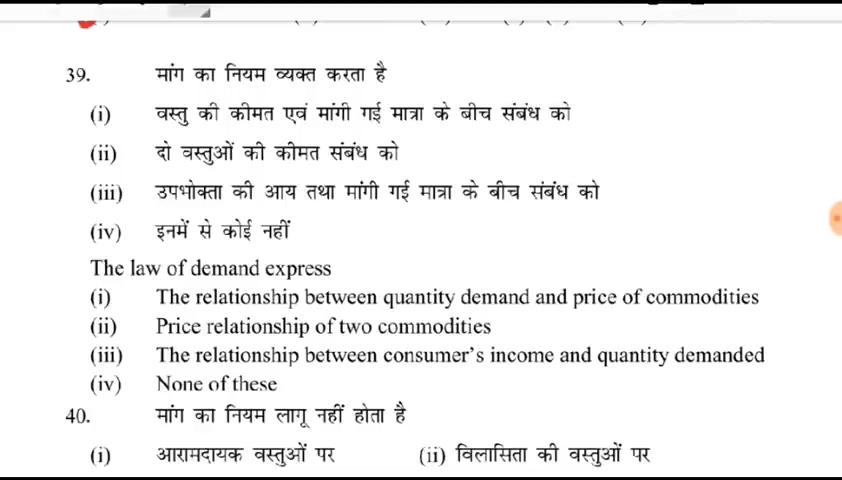 39. मांग का नियम व्यक्त करता है
(i) वस्तु की कीमत एवं मांगी गई मात्रा के बीच संबंध को
(ii) दो वस्तुओं की कीमत संबंध को
(iii) उपभोक्ता की आय तथा मांगी गई मात्रा के बीच संबंध को
(iv) इनमें से कोई नहीं
The law of demand express
(i) The relationship between quantity demand and price of commodities
(ii) Price relationship of two commodities
(iii) The relationship between consumer's income and quantity demanded
(iv) None of these
40. मांग का नियम लागू नहीं होता है
(i) आरामदायक वस्तुओं पर (ii) विलासिता की वस्तुओं पर